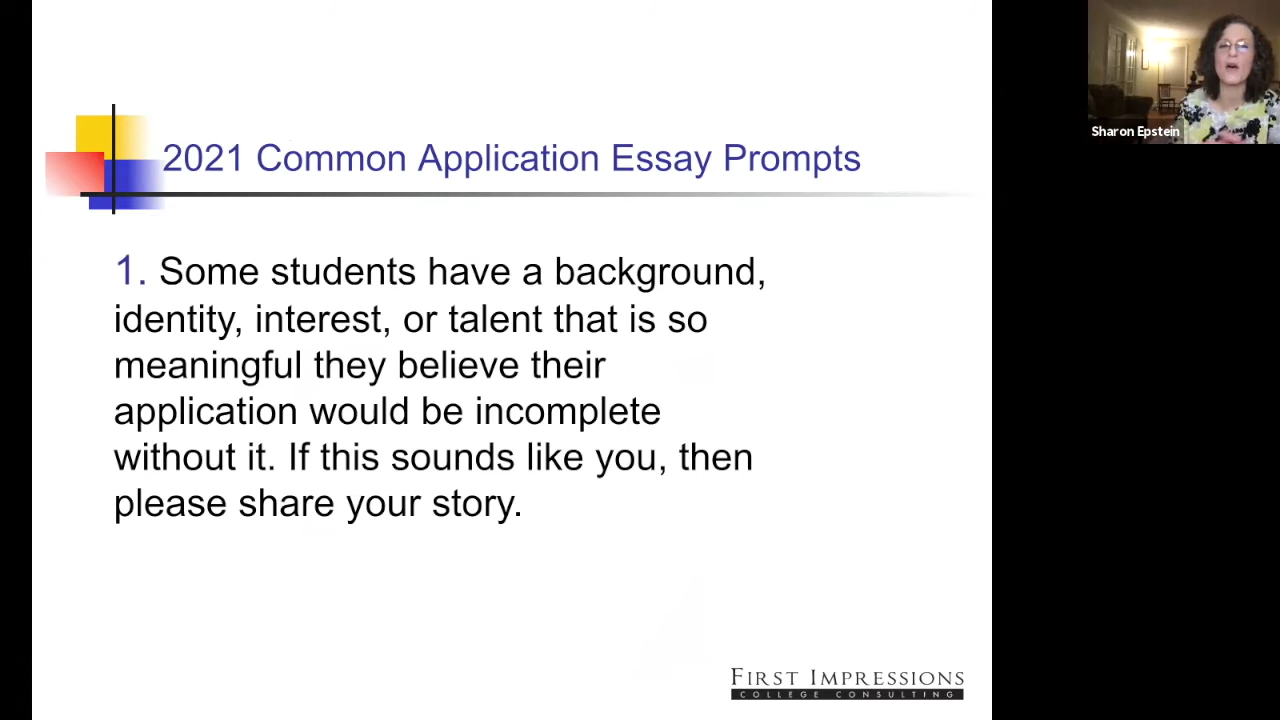 2021 Common Application Essay Prompts
1. Some students have a background,
identity, interest, or talent that is so
meaningful they believe their
application would be incomplete
without it. If this sounds like you, then
please share your story.
Sharon Epstein
FIRST IMPRESSIONS
COLLEGE CONSULTING